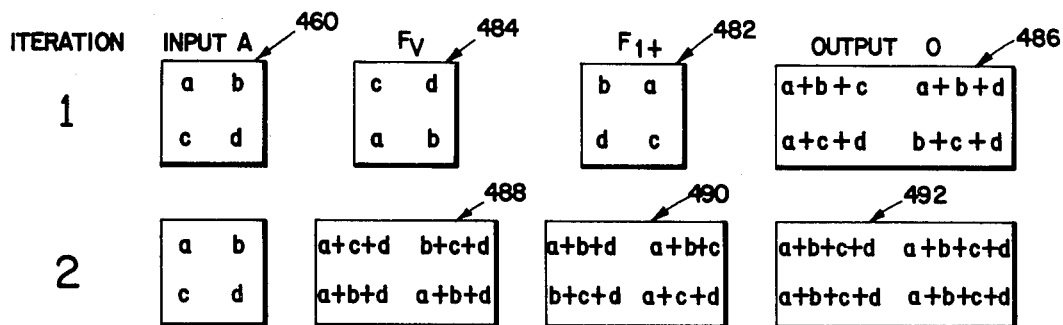 460
484
482
486
ITERATION INPUT A FV F1+ OUTPUT O
a b c d b a a+b+c a+b+d
1
c d a b d c a+c+d b+c+d
488
490
492
a b a+c+d b+c+d a+b+d a+b+c a+b+c+d a+b+c+d
2
c d a+b+d a+b+d b+c+d a+c+d a+b+c+d a+b+c+d